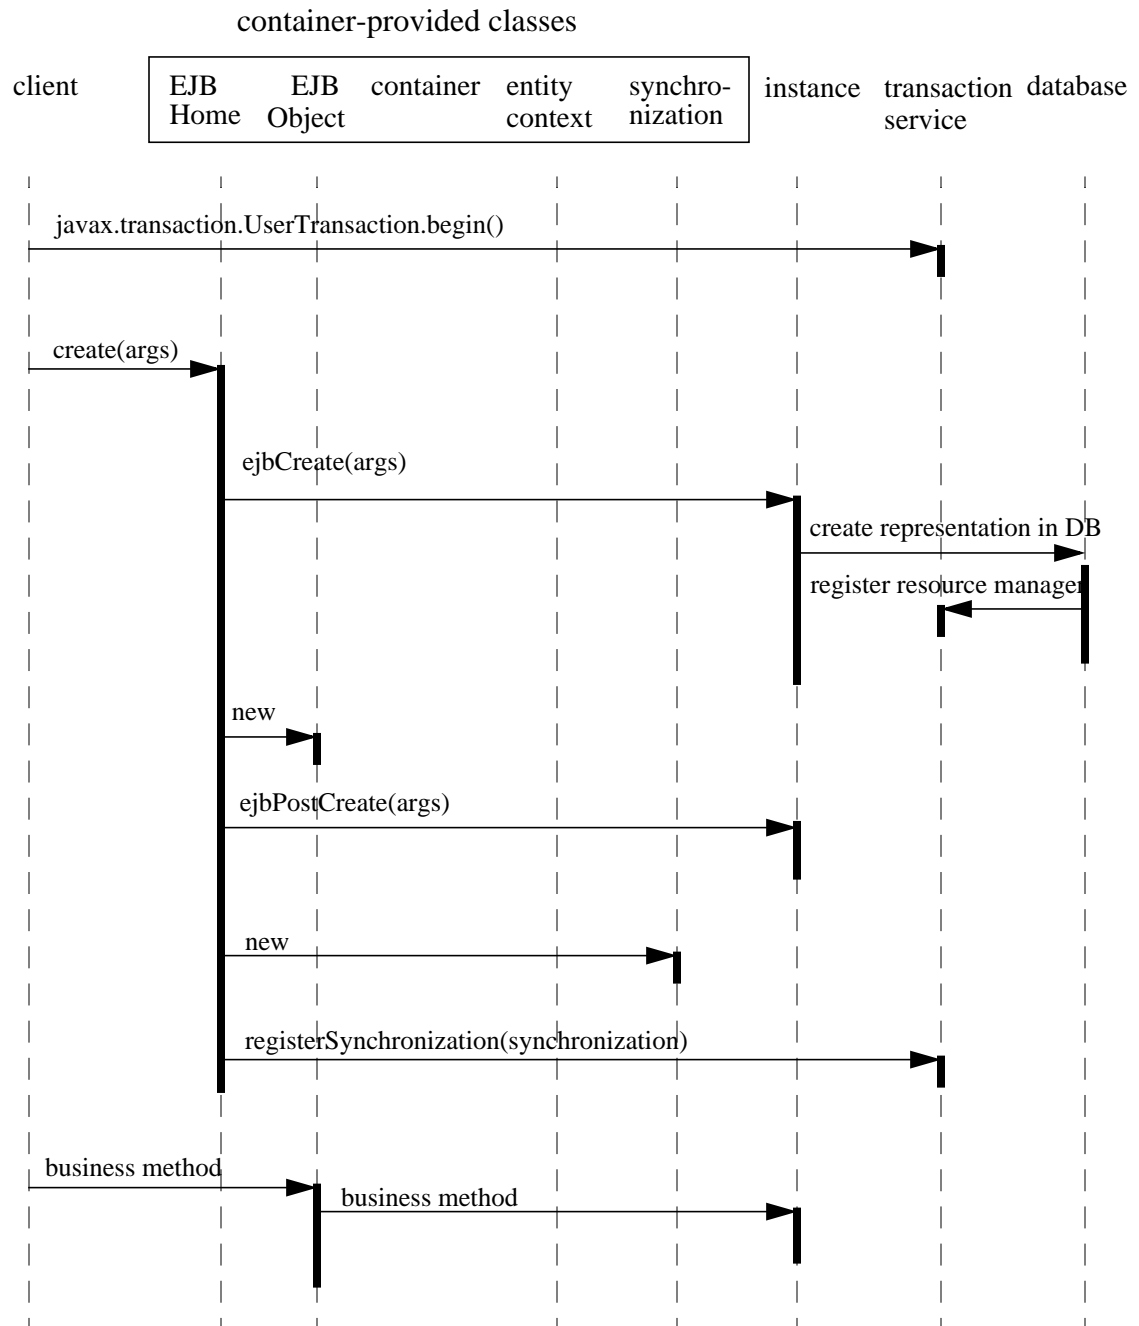 container-provided classes
client
EJB
Home
EJB
Object
container
entity
context
synchro-
nization
instance
transaction
service
database
javax.transaction.UserTransaction.begin()
create(args)
ejbCreate(args)
create representation in DB
register resource manager
new
ejbPostCreate(args)
new
registerSynchronization(synchronization)
business method
business method